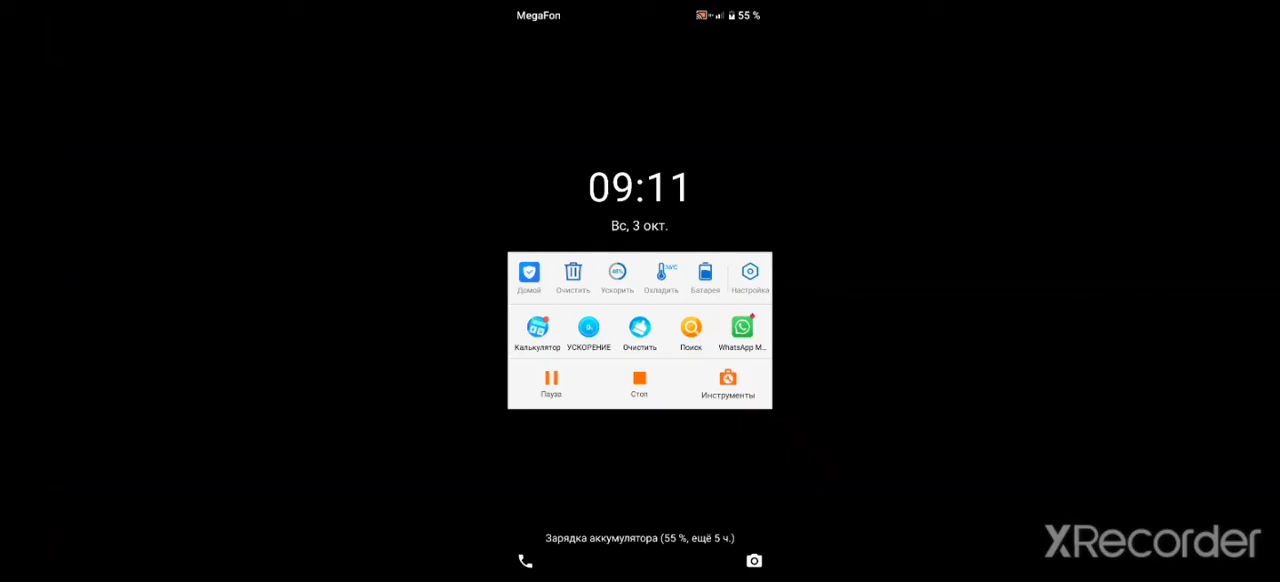 MegaFon 55 %
09:11
Вс, 3 окт.
Домой Очистить Ускорить Охладить Батарея Настройка
Калькулятор УСКОРЕНИЕ Очистить Поиск WhatsApp M...
Пауза Стоп Инструменты
Зарядка аккумулятора (55 %, ещё 5 ч.)
XRecorder